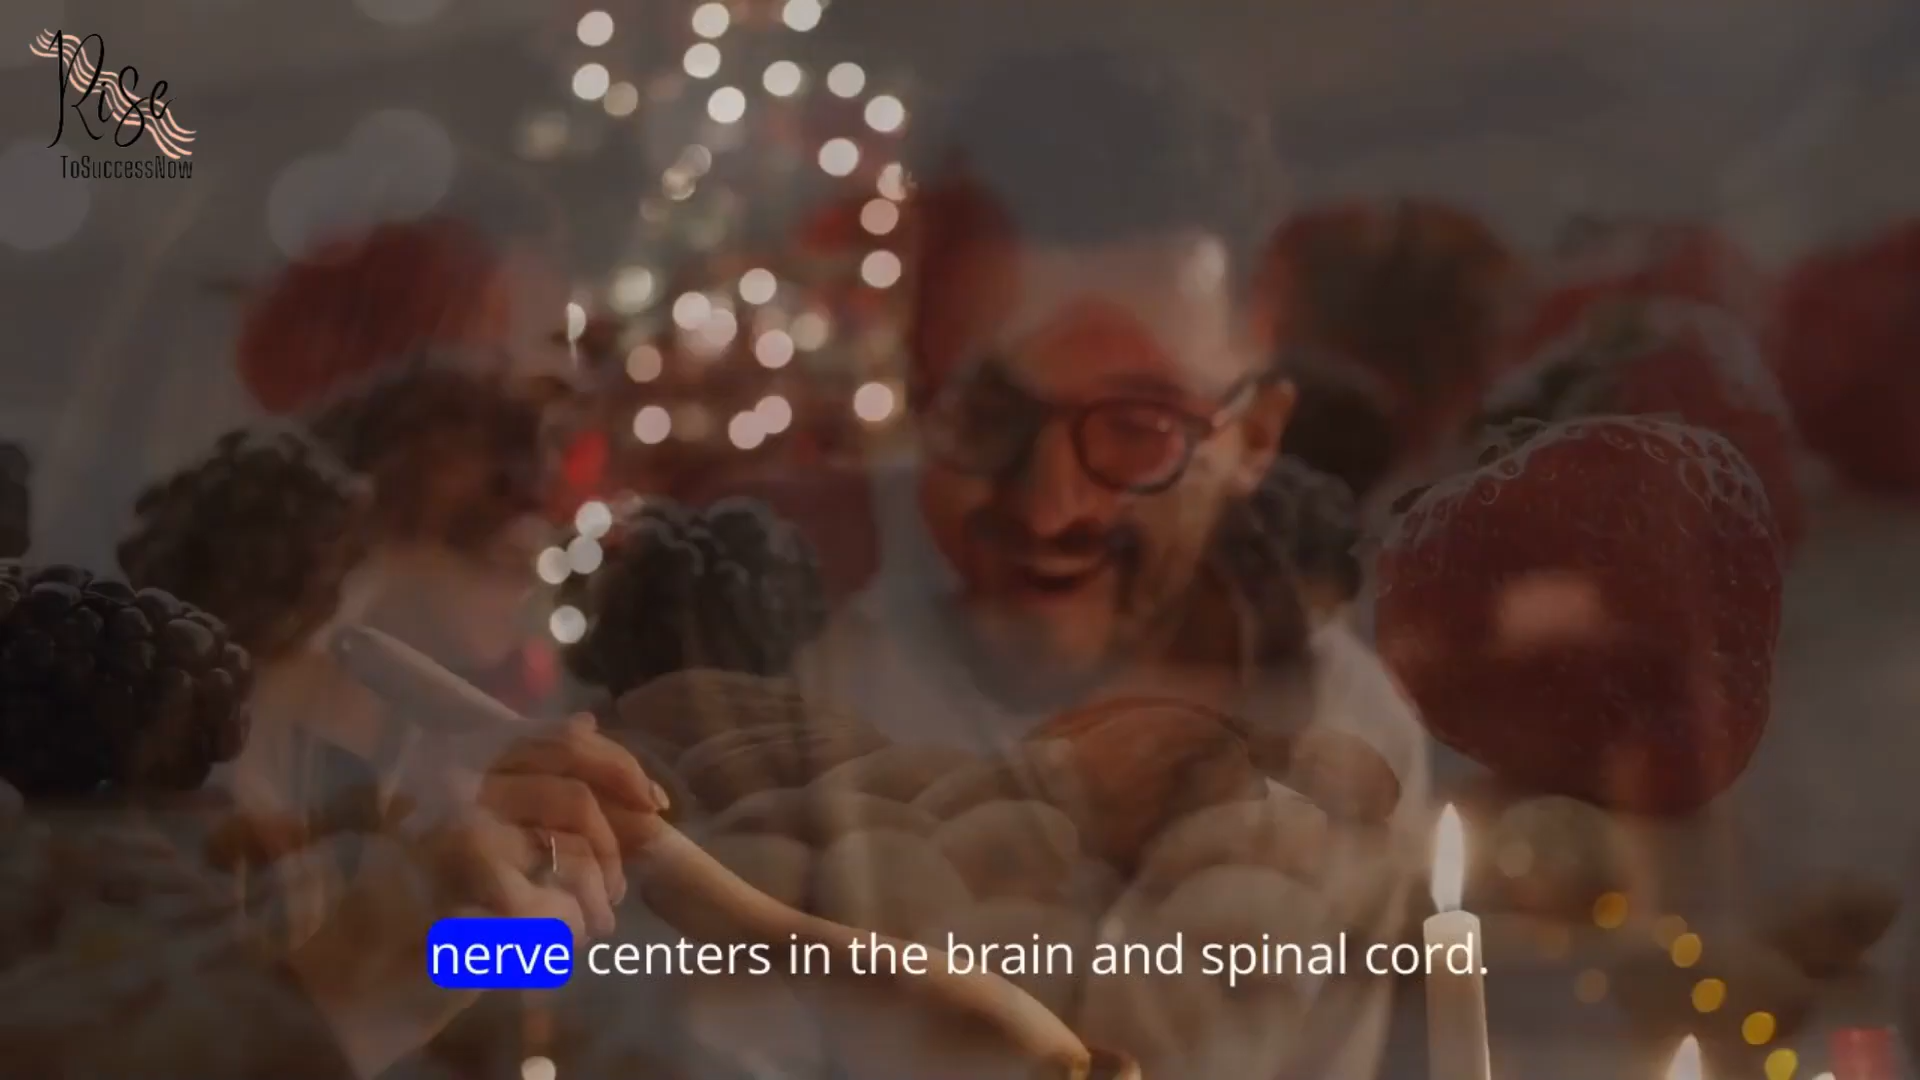 Rise
ToSuccessNow
nerve centers in the brain and spinal cord.